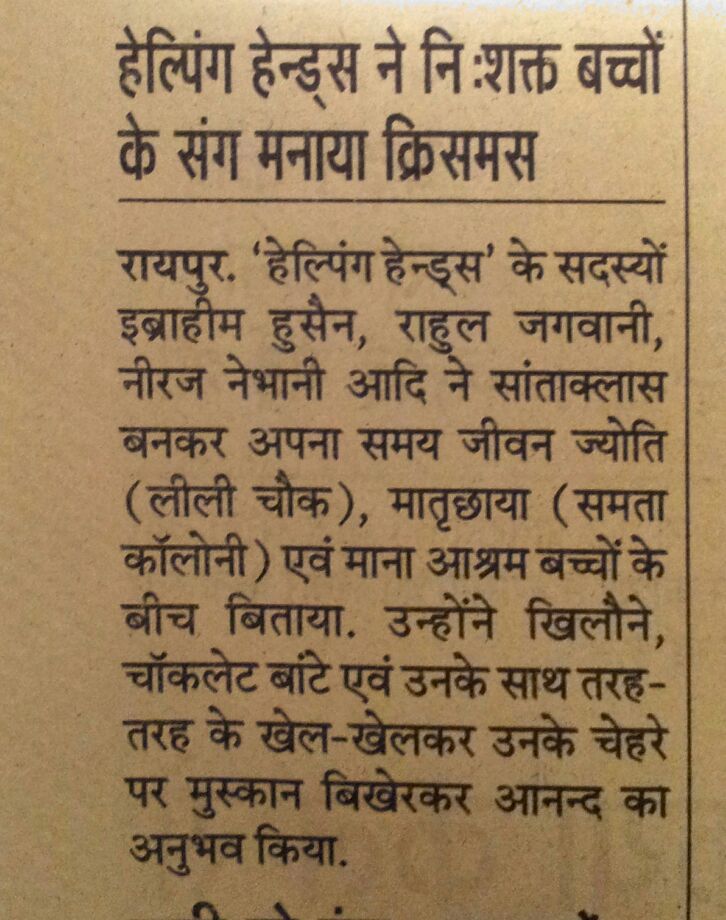 हेल्पिंग हेन्ड्स ने नि:शक्त बच्चों
के संग मनाया क्रिसमस
रायपुर. 'हेल्पिंग हेन्ड्स' के सदस्यों
इब्राहीम हुसैन, राहुल जगवानी,
नीरज नेभानी आदि ने सांताक्लास
बनकर अपना समय जीवन ज्योति
(लीली चौक), मातृछाया (समता
कॉलोनी) एवं माना आश्रम बच्चों के
बीच बिताया. उन्होंने खिलौने,
चॉकलेट बांटे एवं उनके साथ तरह-
तरह के खेल-खेलकर उनके चेहरे
पर मुस्कान बिखेरकर आनन्द का
अनुभव किया.